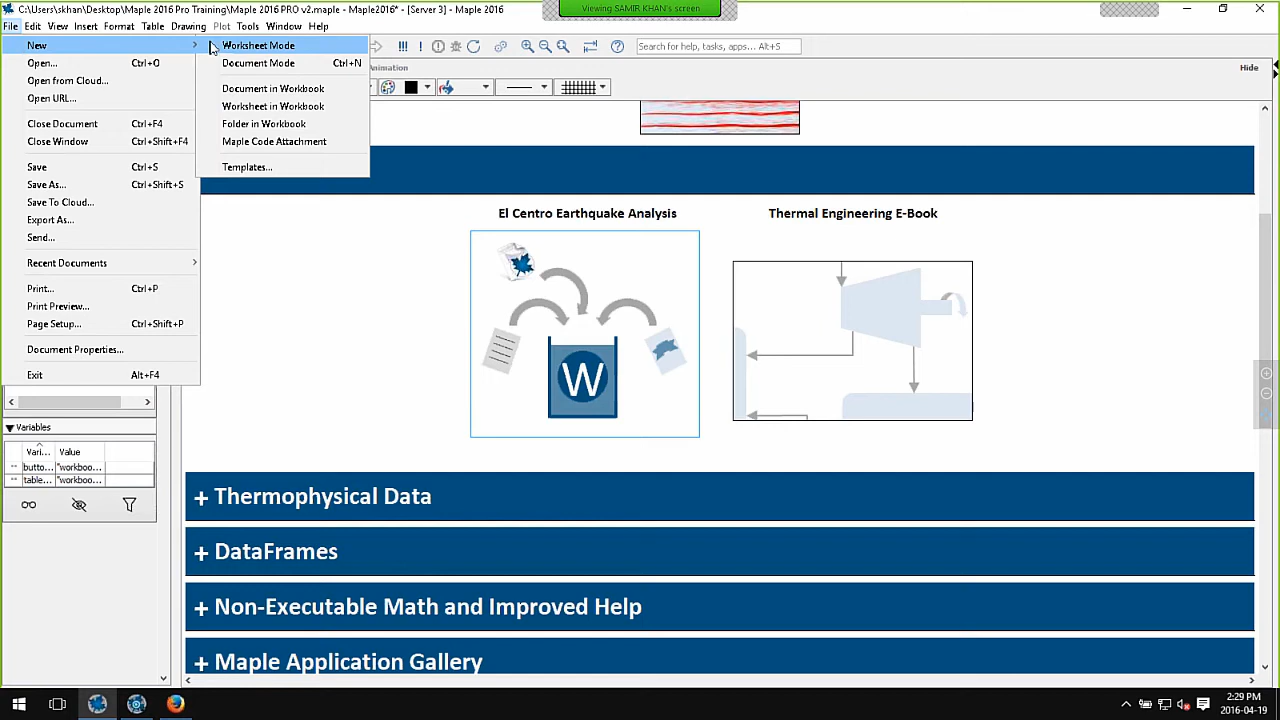 C:\Users\skhan\Desktop\Maple 2016 Pro Training\Maple 2016 PRO v2.maple - Maple2016* - [Server 3] - Maple 2016
Viewing SAMIR KHAN's screen
File Edit View Insert Format Table Drawing Plot Tools Window Help
New
Open... Ctrl+O
Open from Cloud...
Open URL...
Close Document Ctrl+F4
Close Window Ctrl+Shift+F4
Save Ctrl+S
Save As... Ctrl+Shift+S
Save To Cloud...
Export As...
Send...
Recent Documents
Print... Ctrl+P
Print Preview...
Page Setup... Ctrl+Shift+P
Document Properties...
Exit Alt+F4
Worksheet Mode
Document Mode Ctrl+N
Document in Workbook
Worksheet in Workbook
Folder in Workbook
Maple Code Attachment
Templates...
Search for help, tasks, apps... Alt+S
Animation
Hide
El Centro Earthquake Analysis
Thermal Engineering E-Book
W
Variables
Vari... Value
butto... "workboo...
table... "workboo...
+ Thermophysical Data
+ DataFrames
+ Non-Executable Math and Improved Help
+ Maple Application Gallery
2:29 PM
2016-04-19